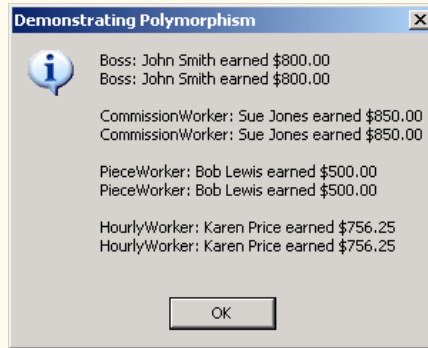 Demonstrating Polymorphism
Boss: John Smith earned $800.00
Boss: John Smith earned $800.00
CommissionWorker: Sue Jones earned $850.00
CommissionWorker: Sue Jones earned $850.00
PieceWorker: Bob Lewis earned $500.00
PieceWorker: Bob Lewis earned $500.00
HourlyWorker: Karen Price earned $756.25
HourlyWorker: Karen Price earned $756.25
OK